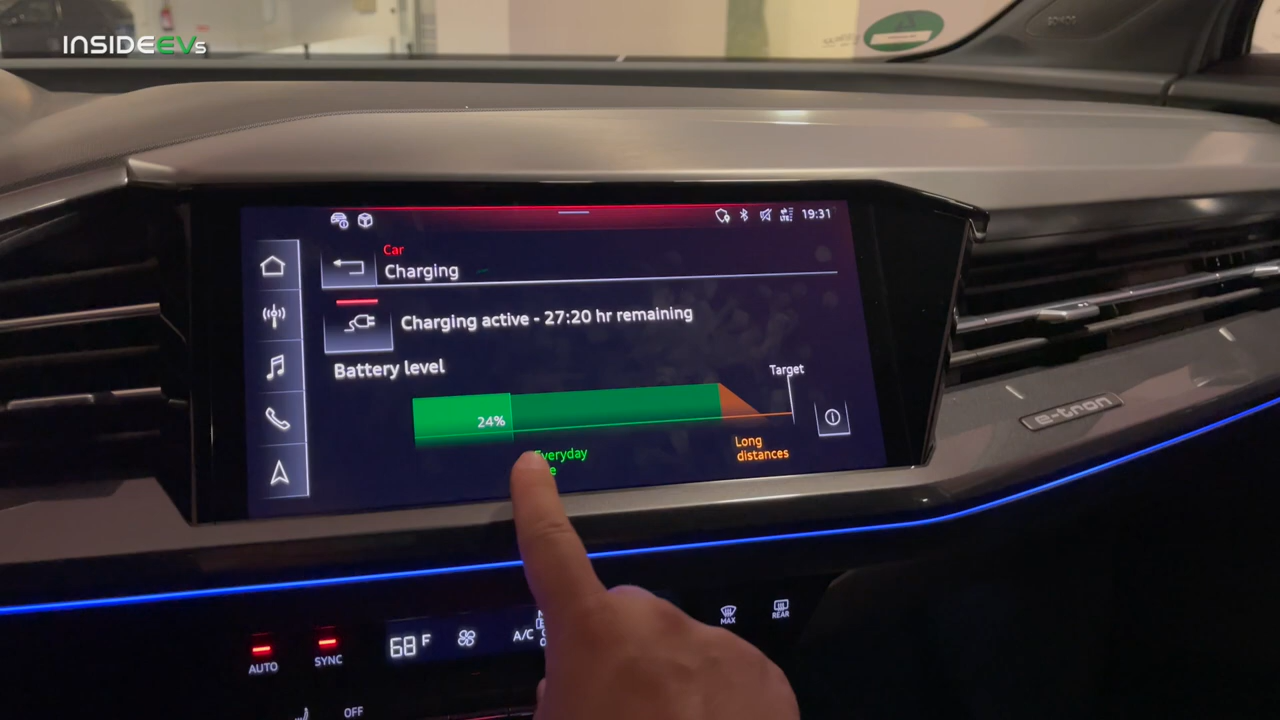 INSIDEEVs
19:31
Car
Charging
Charging active - 27:20 hr remaining
Battery level
Target
24%
Everyday
Long
distances
e-tron
68 F
A/C
MAX
REAR
AUTO
SYNC
OFF